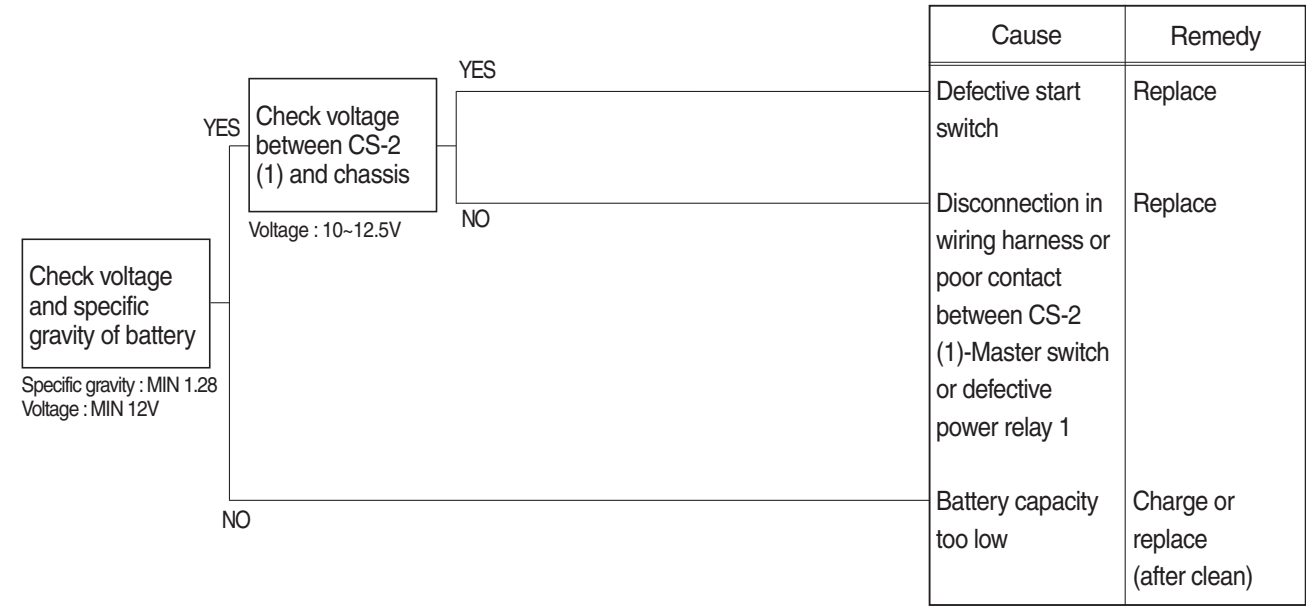 Check voltage
and specific
gravity of battery
Specific gravity : MIN 1.28
Voltage : MIN 12V
YES
Check voltage
between CS-2
(1) and chassis
Voltage : 10~12.5V
YES
NO
NO
Cause
Remedy
Defective start
switch
Replace
Disconnection in
wiring harness or
poor contact
between CS-2
(1)-Master switch
or defective
power relay 1
Replace
Battery capacity
too low
Charge or
replace
(after clean)